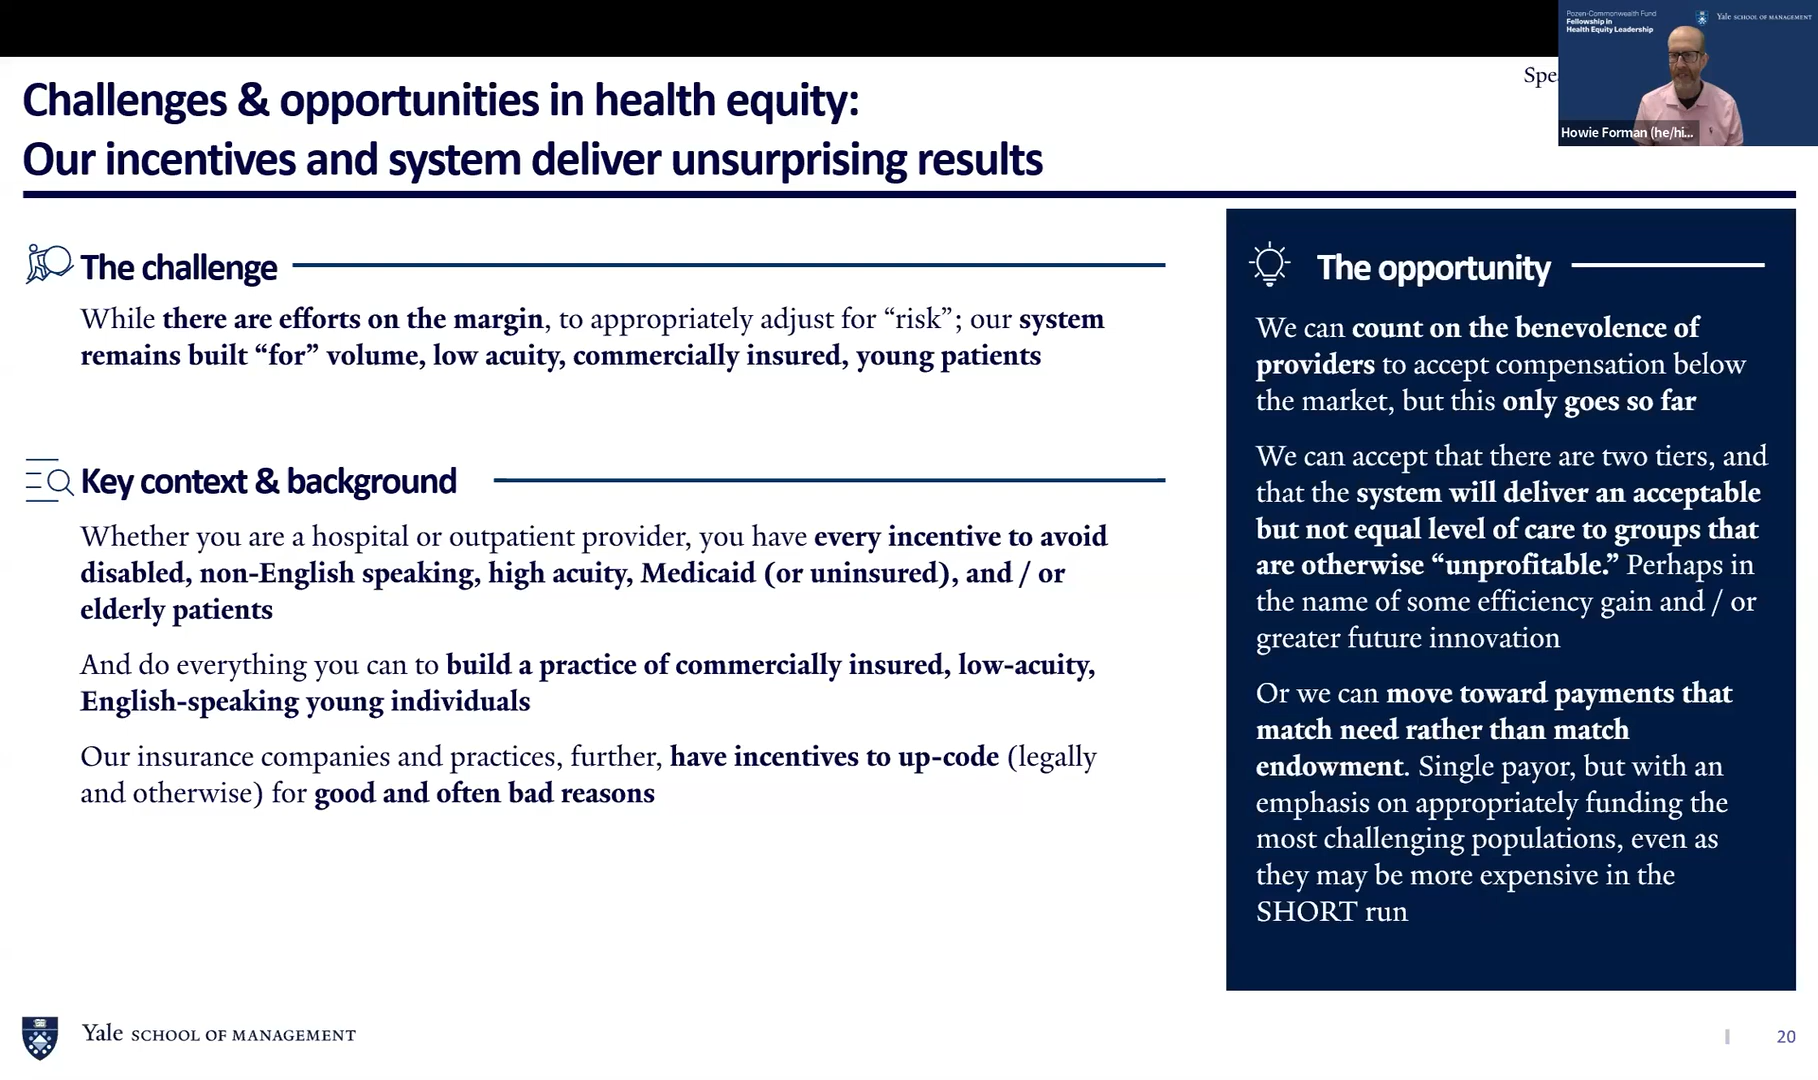 Challenges & opportunities in health equity:
Our incentives and system deliver unsurprising results
Pozen-Commonwealth Fund
Fellowship in
Health Equity Leadership
Yale SCHOOL OF MANAGEMENT
Howie Forman (he/hi...
The challenge
While there are efforts on the margin, to appropriately adjust for “risk”; our system
remains built “for” volume, low acuity, commercially insured, young patients
Key context & background
Whether you are a hospital or outpatient provider, you have every incentive to avoid
disabled, non-English speaking, high acuity, Medicaid (or uninsured), and / or
elderly patients
And do everything you can to build a practice of commercially insured, low-acuity,
English-speaking young individuals
Our insurance companies and practices, further, have incentives to up-code (legally
and otherwise) for good and often bad reasons
The opportunity
We can count on the benevolence of
providers to accept compensation below
the market, but this only goes so far
We can accept that there are two tiers, and
that the system will deliver an acceptable
but not equal level of care to groups that
are otherwise “unprofitable.” Perhaps in
the name of some efficiency gain and / or
greater future innovation
Or we can move toward payments that
match need rather than match
endowment. Single payor, but with an
emphasis on appropriately funding the
most challenging populations, even as
they may be more expensive in the
SHORT run
Yale SCHOOL OF MANAGEMENT
20